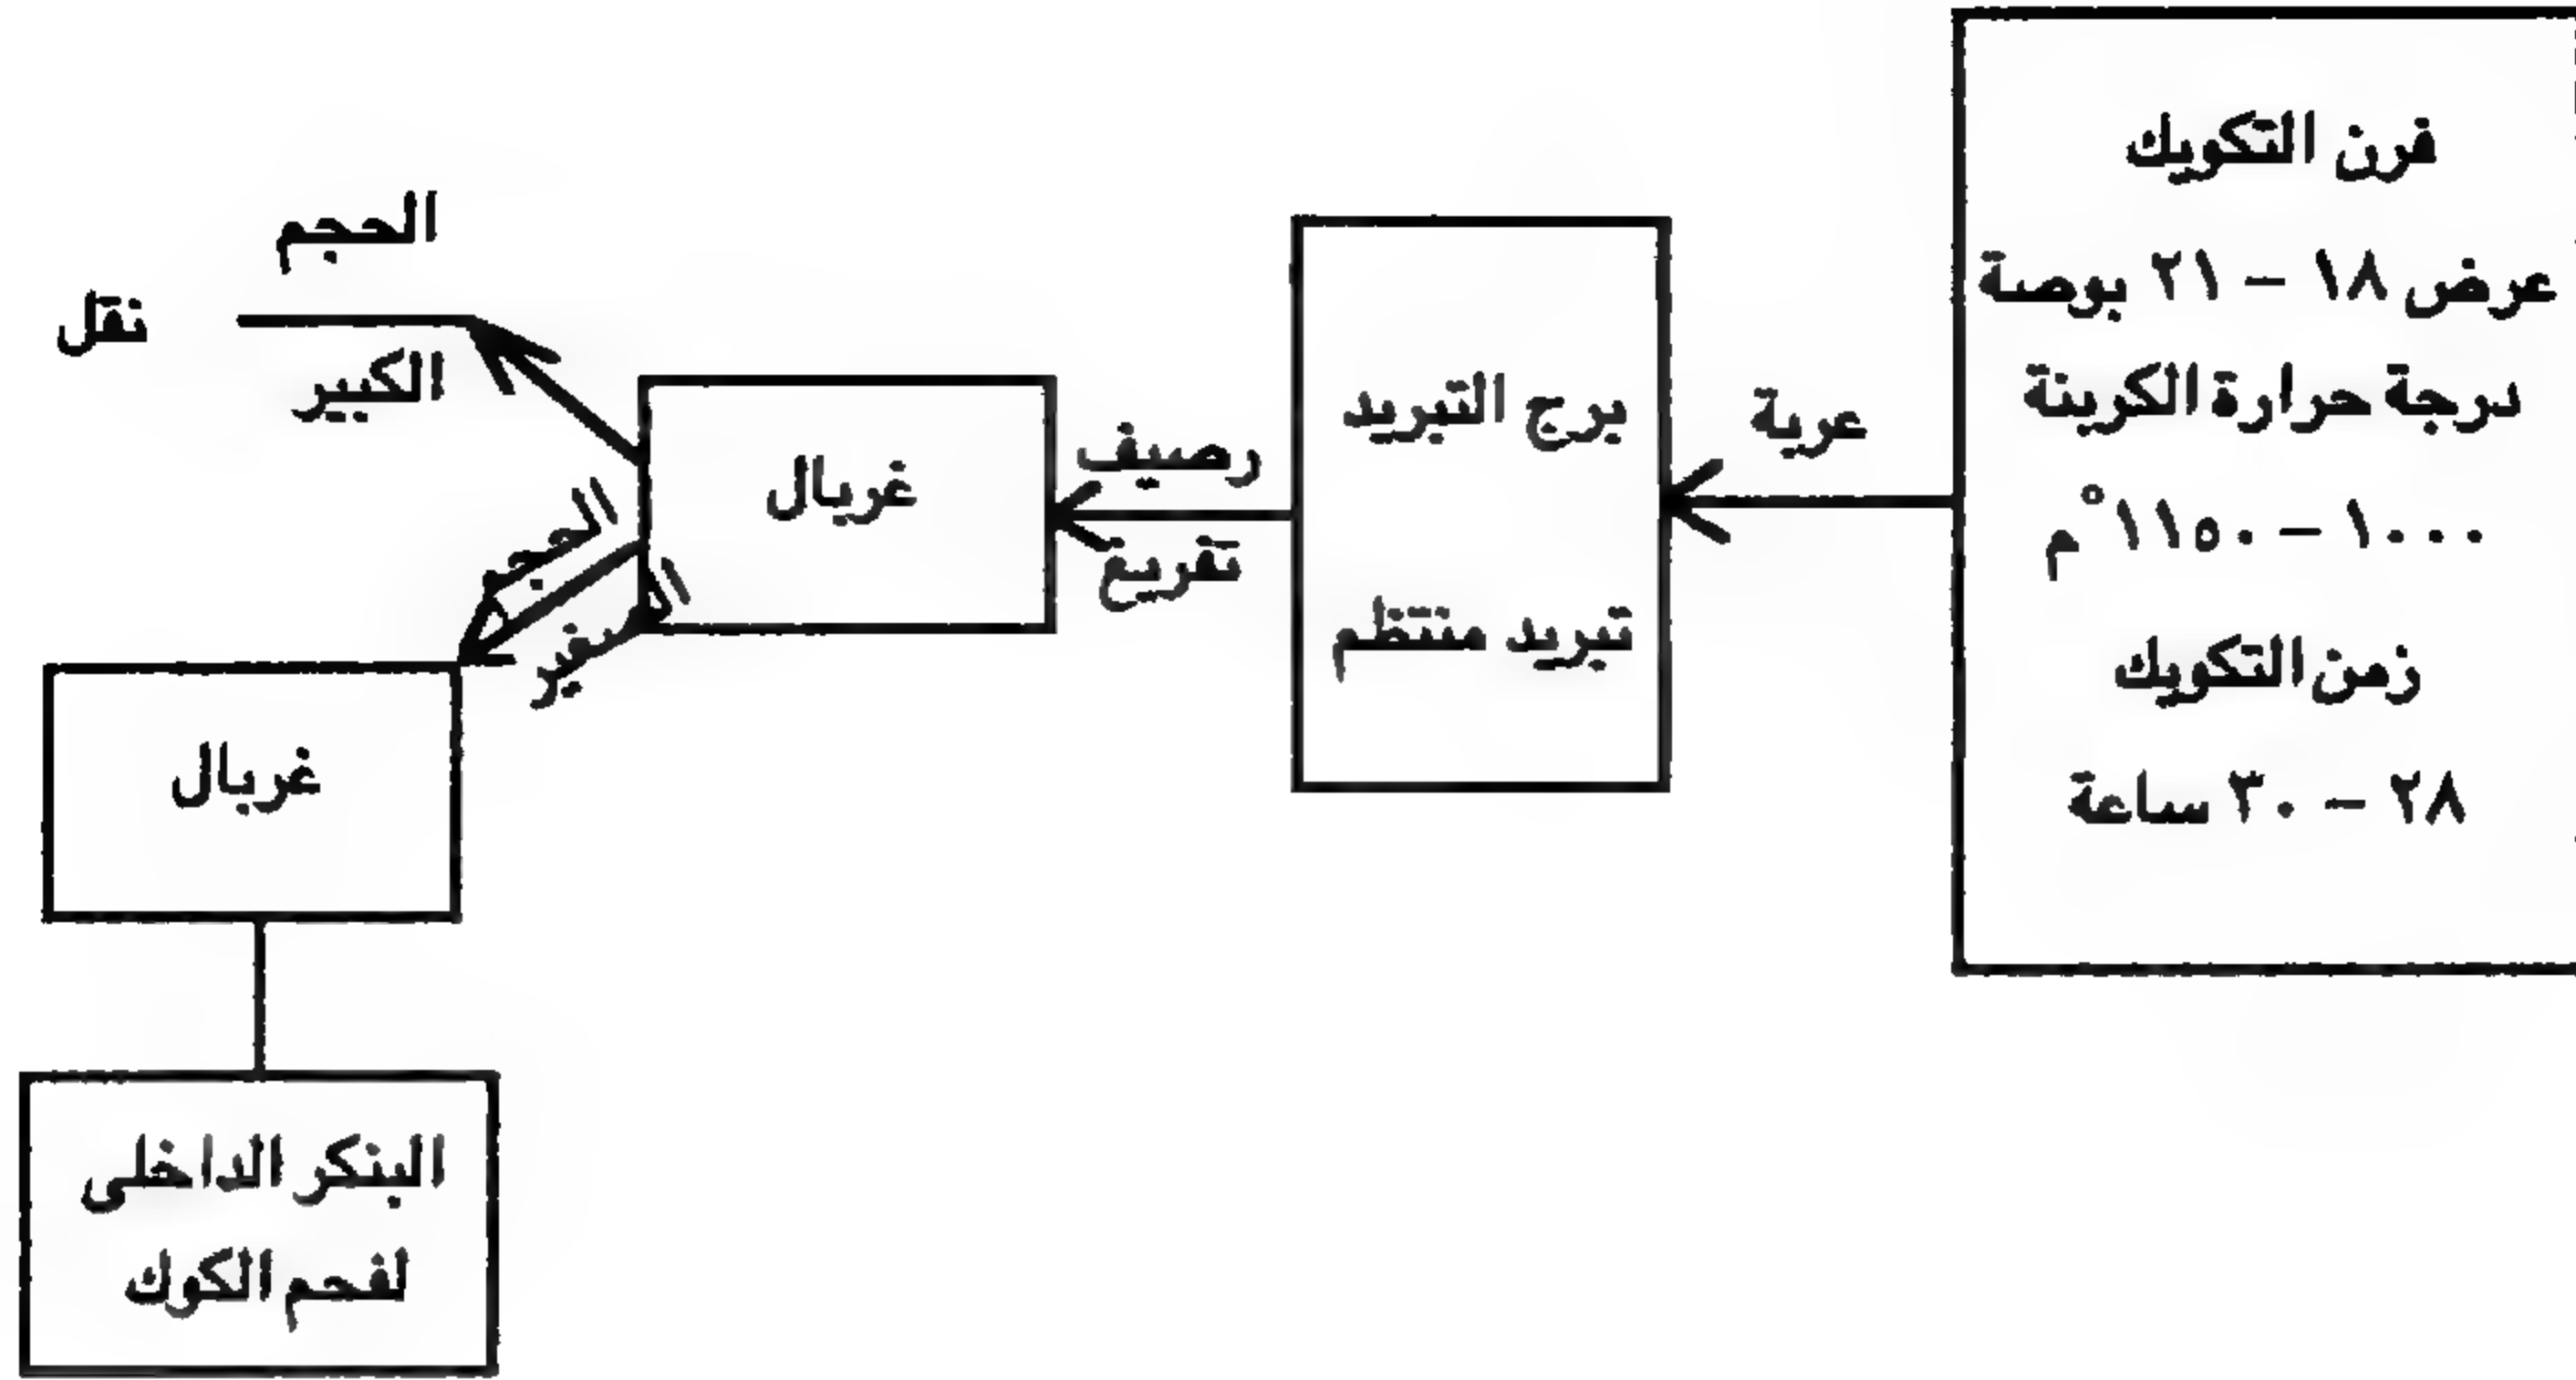 فرن التكويك
عرض ١٨ – ٢١ بوصة
درجة حرارة الكربنة
١٠٠٠ – ١١٥٠°م
زمن التكويك
٢٨ – ٣٠ ساعة
عربة
برج التبريد
تبريد منتظم
رصيف
تفريغ
غربال
الحجم
الكبير
نقل
الحجم
الصغير
غربال
البنكر الداخلى
لفحم الكوك